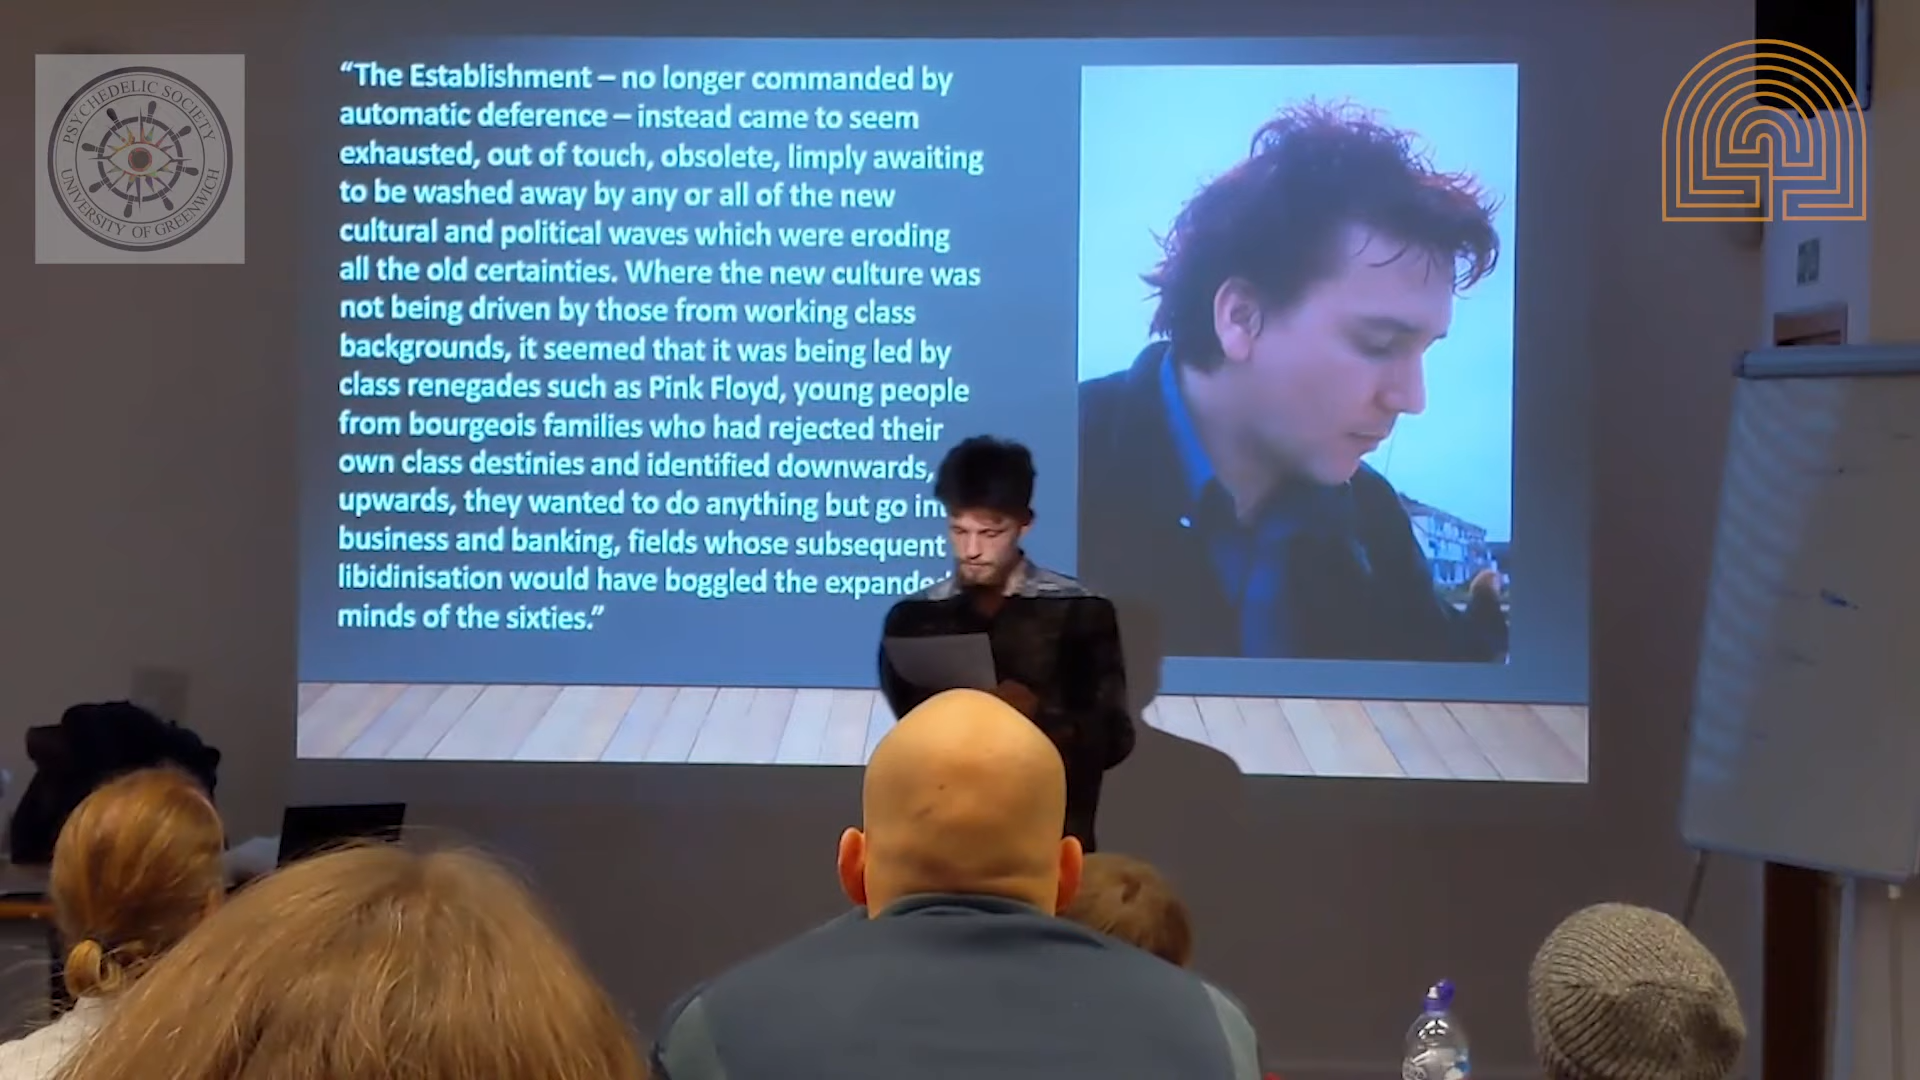 PSYCHEDELIC SOCIETY
UNIVERSITY OF GREENWICH
“The Establishment – no longer commanded by
automatic deference – instead came to seem
exhausted, out of touch, obsolete, limply awaiting
to be washed away by any or all of the new
cultural and political waves which were eroding
all the old certainties. Where the new culture was
not being driven by those from working class
backgrounds, it seemed that it was being led by
class renegades such as Pink Floyd, young people
from bourgeois families who had rejected their
own class destinies and identified downwards,
upwards, they wanted to do anything but go
business and banking, fields whose subsequent
libidinisation would have boggled the
minds of the sixties.”